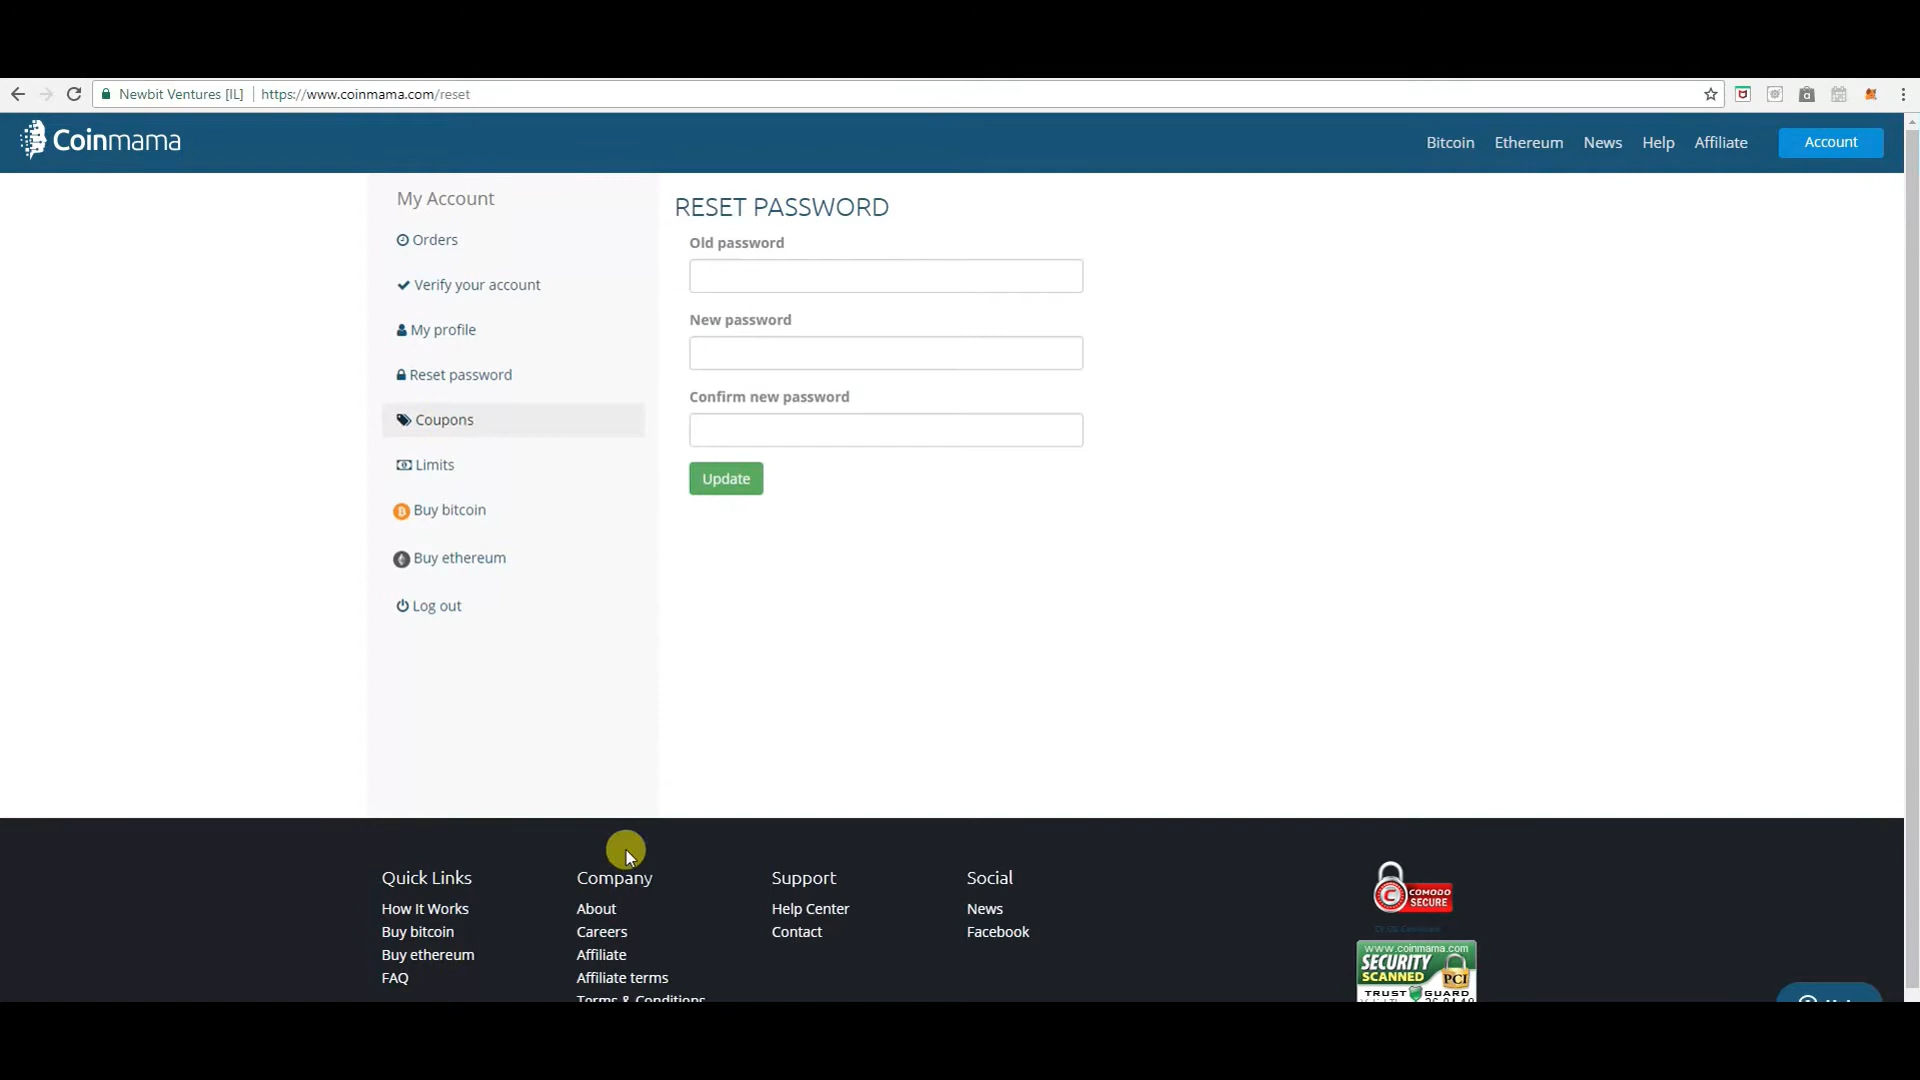 Newbit Ventures [IL] https://www.coinmama.com/reset
Coinmama
Bitcoin Ethereum News Help Affiliate Account
My Account
Orders
Verify your account
My profile
Reset password
Coupons
Limits
Buy bitcoin
Buy ethereum
Log out
RESET PASSWORD
Old password
New password
Confirm new password
Update
Quick Links
How It Works
Buy bitcoin
Buy ethereum
FAQ
Company
About
Careers
Affiliate
Affiliate terms
Terms & Conditions
Support
Help Center
Contact
Social
News
Facebook
COMODO
SECURE
www.coinmama.com
SECURITY
SCANNED
PCI
TRUST GUARD